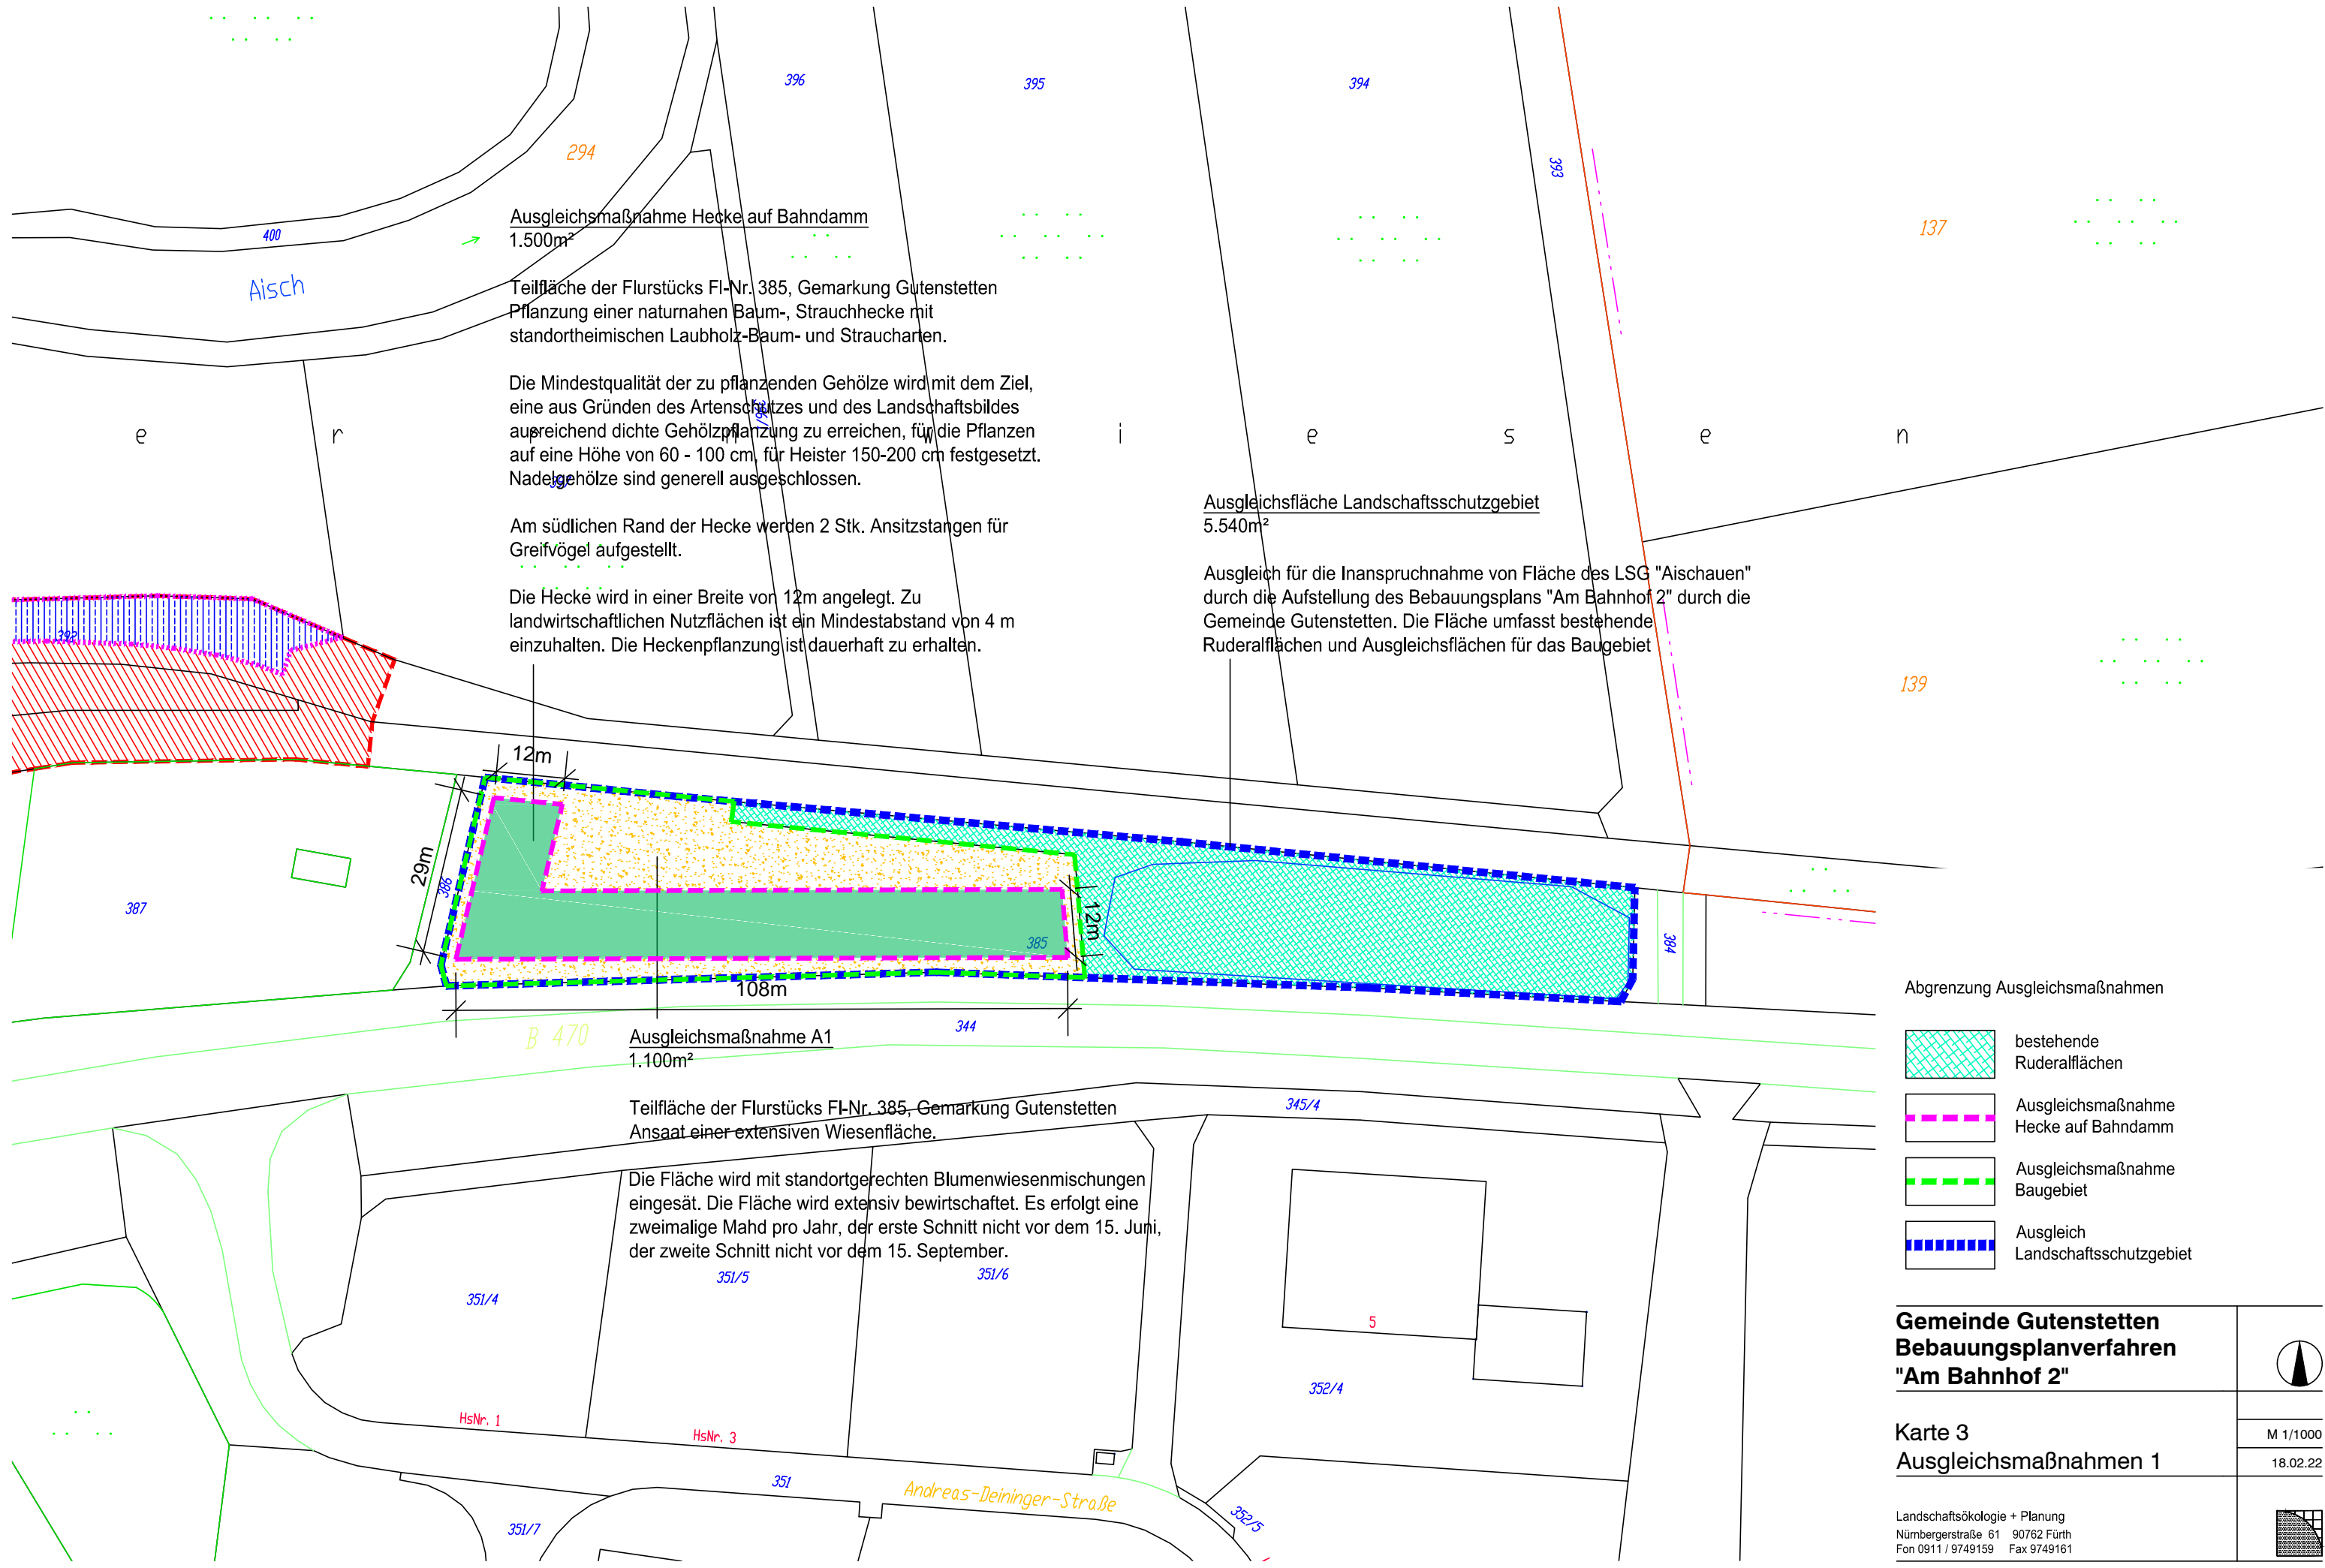 396
395
394
393
294
137
400
Aisch
Ausgleichsmaßnahme Hecke auf Bahndamm
1.500m²
Teilfläche der Flurstücks Fl-Nr. 385, Gemarkung Gutenstetten
Pflanzung einer naturnahen Baum-, Strauchhecke mit
standortheimischen Laubholz-Baum- und Straucharten.
Die Mindestqualität der zu pflanzenden Gehölze wird mit dem Ziel,
eine aus Gründen des Artenschutzes und des Landschaftsbildes
ausreichend dichte Gehölzpflanzung zu erreichen, für die Pflanzen
auf eine Höhe von 60 - 100 cm, für Heister 150-200 cm festgesetzt.
Nadelgehölze sind generell ausgeschlossen.
Am südlichen Rand der Hecke werden 2 Stk. Ansitzstangen für
Greifvögel aufgestellt.
Die Hecke wird in einer Breite von 12m angelegt. Zu
landwirtschaftlichen Nutzflächen ist ein Mindestabstand von 4 m
einzuhalten. Die Heckenpflanzung ist dauerhaft zu erhalten.
396/1
e r r n w i e s e n
397
Ausgleichsfläche Landschaftsschutzgebiet
5.540m²
Ausgleich für die Inanspruchnahme von Fläche des LSG "Aischauen"
durch die Aufstellung des Bebauungsplans "Am Bahnhof 2" durch die
Gemeinde Gutenstetten. Die Fläche umfasst bestehende
Ruderalflächen und Ausgleichsflächen für das Baugebiet
392
139
12m
29m
386
387
12m
385
384
108m
B 470
344
Ausgleichsmaßnahme A1
1.100m²
Teilfläche der Flurstücks Fl-Nr. 385, Gemarkung Gutenstetten
Ansaat einer extensiven Wiesenfläche.
Die Fläche wird mit standortgerechten Blumenwiesenmischungen
eingesät. Die Fläche wird extensiv bewirtschaftet. Es erfolgt eine
zweimalige Mahd pro Jahr, der erste Schnitt nicht vor dem 15. Juni,
der zweite Schnitt nicht vor dem 15. September.
345/4
351/4
351/5
351/6
5
352/4
HsNr. 1
HsNr. 3
351
Andreas-Deininger-Straße
351/7
352/5
Abgrenzung Ausgleichsmaßnahmen
bestehende
Ruderalflächen
Ausgleichsmaßnahme
Hecke auf Bahndamm
Ausgleichsmaßnahme
Baugebiet
Ausgleich
Landschaftsschutzgebiet
Gemeinde Gutenstetten
Bebauungsplanverfahren
"Am Bahnhof 2"
Karte 3
Ausgleichsmaßnahmen 1
M 1/1000
18.02.22
Landschaftsökologie + Planung
Nürnbergerstraße 61 90762 Fürth
Fon 0911 / 9749159 Fax 9749161